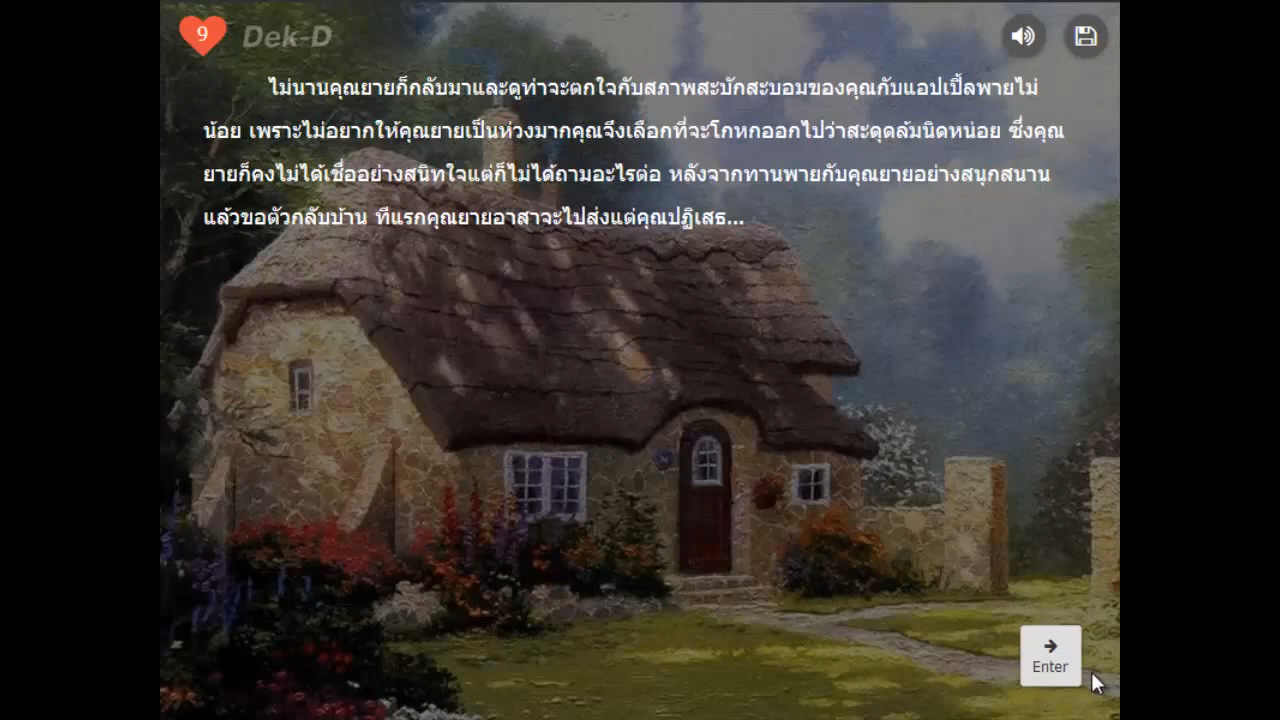 9
Dek-D
ไม่นานคุณยายก็กลับมาและดูท่าจะตกใจกับสภาพสะบักสะบอมของคุณกับแอปเปิ้ลพายไม่
น้อย เพราะไม่อยากให้คุณยายเป็นห่วงมากคุณจึงเลือกที่จะโกหกออกไปว่าสะดุดล้มนิดหน่อย ซึ่งคุณ
ยายก็คงไม่ได้เชื่ออย่างสนิทใจแต่ก็ไม่ได้ถามอะไรต่อ หลังจากทานพายกับคุณยายอย่างสนุกสนาน
แล้วขอตัวกลับบ้าน ทีแรกคุณยายอาสาจะไปส่งแต่คุณปฏิเสธ...
Enter